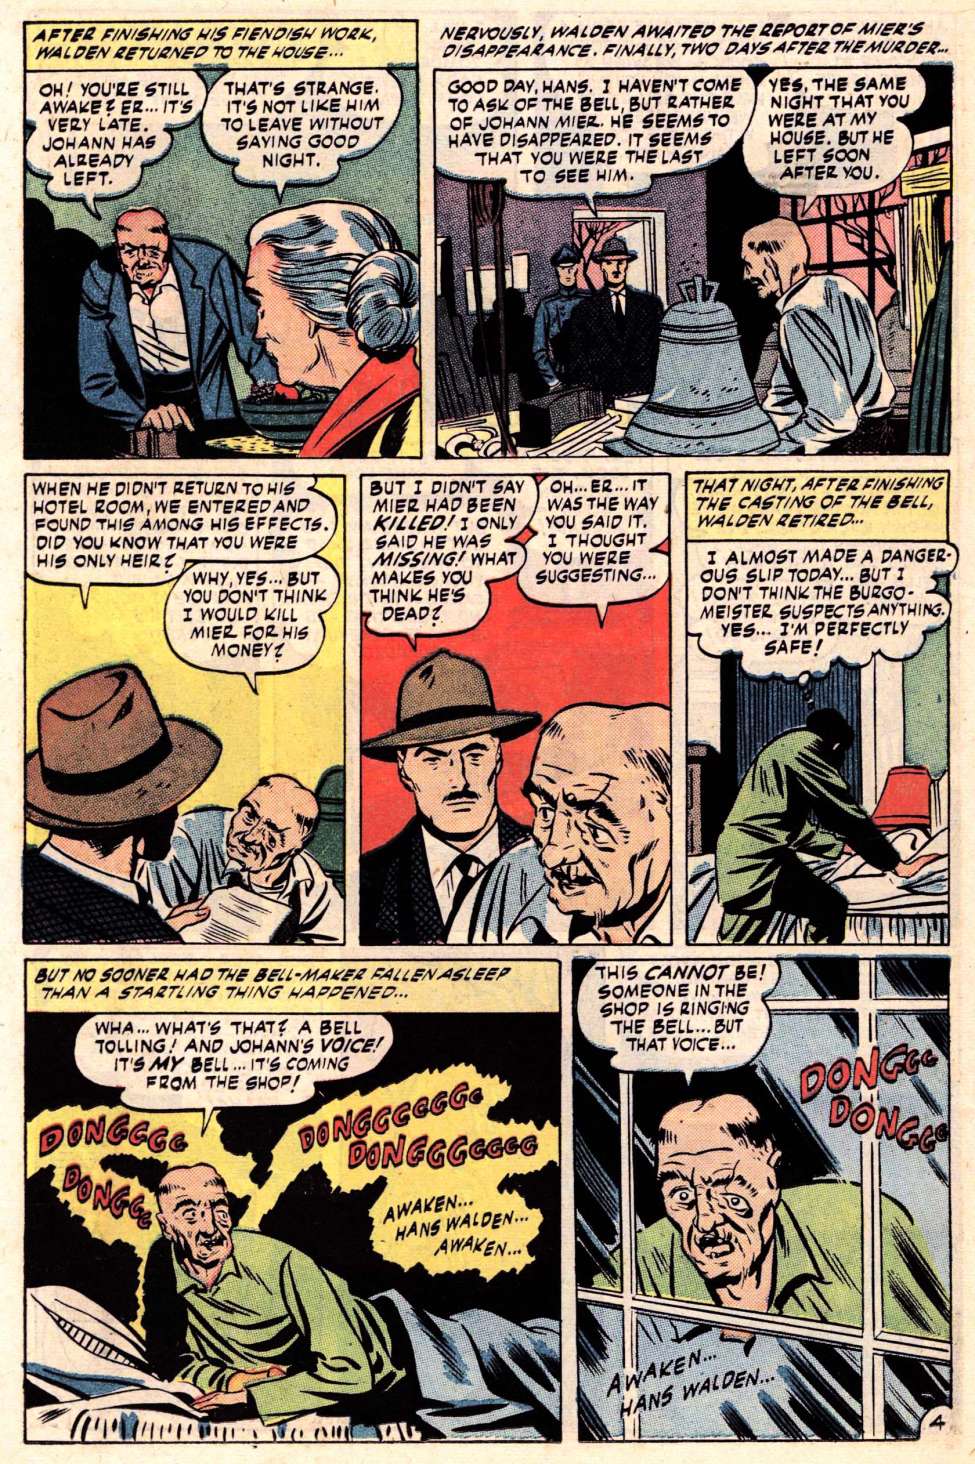 AFTER FINISHING HIS FIENDISH WORK,
WALDEN RETURNED TO THE HOUSE...
OH! YOU'RE STILL
AWAKE? ER... IT'S
VERY LATE.
JOHANN HAS
ALREADY
LEFT.
THAT'S STRANGE.
IT'S NOT LIKE HIM
TO LEAVE WITHOUT
SAYING GOOD
NIGHT.
NERVOUSLY, WALDEN AWAITED THE REPORT OF MIER'S
DISAPPEARANCE. FINALLY, TWO DAYS AFTER THE MURDER...
GOOD DAY, HANS. I HAVEN'T COME
TO ASK OF THE BELL, BUT RATHER
OF JOHANN MIER. HE SEEMS TO
HAVE DISAPPEARED. IT SEEMS
THAT YOU WERE THE LAST
TO SEE HIM.
YES, THE SAME
NIGHT THAT YOU
WERE AT MY
HOUSE. BUT HE
LEFT SOON
AFTER YOU.
WHEN HE DIDN'T RETURN TO HIS
HOTEL ROOM, WE ENTERED AND
FOUND THIS AMONG HIS EFFECTS.
DID YOU KNOW THAT YOU WERE
HIS ONLY HEIR?
WHY, YES... BUT
YOU DON'T THINK
I WOULD KILL
MIER FOR HIS
MONEY?
BUT I DIDN'T SAY
MIER HAD BEEN
KILLED! I ONLY
SAID HE WAS
MISSING! WHAT
MAKES YOU
THINK HE'S
DEAD?
OH...ER... IT
WAS THE WAY
YOU SAID IT.
I THOUGHT
YOU WERE
SUGGESTING...
THAT NIGHT, AFTER FINISHING
THE CASTING OF THE BELL,
WALDEN RETIRED...
I ALMOST MADE A DANGER-
OUS SLIP TODAY... BUT I
DON'T THINK THE BURGO-
MEISTER SUSPECTS ANYTHING.
YES... I'M PERFECTLY
SAFE!
BUT NO SOONER HAD THE BELL-MAKER FALLEN ASLEEP
THAN A STARTLING THING HAPPENED...
WHA... WHAT'S THAT? A BELL
TOLLING! AND JOHANN'S VOICE!
IT'S MY BELL... IT'S COMING
FROM THE SHOP!
DONGGGG
DONGGG
DONGGGGGGG
DONGGGGGGG
AWAKEN...
HANS WALDEN...
AWAKEN...
THIS CANNOT BE!
SOMEONE IN THE
SHOP IS RINGING
THE BELL... BUT
THAT VOICE...
DONGGGG
DONGGG
AWAKEN...
HANS WALDEN...
4